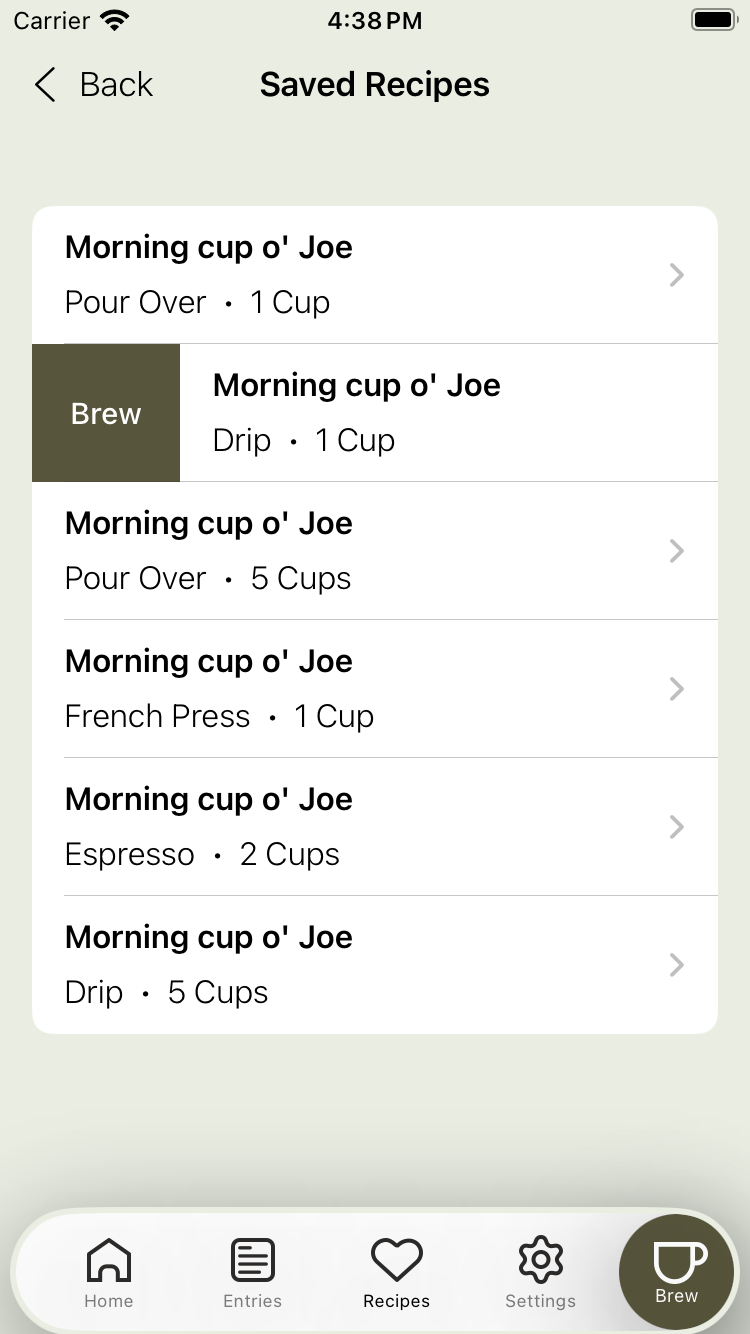 Carrier 4:38 PM
Back Saved Recipes
Morning cup o' Joe
Pour Over • 1 Cup
Brew
Morning cup o' Joe
Drip • 1 Cup
Morning cup o' Joe
Pour Over • 5 Cups
Morning cup o' Joe
French Press • 1 Cup
Morning cup o' Joe
Espresso • 2 Cups
Morning cup o' Joe
Drip • 5 Cups
Home Entries Recipes Settings Brew